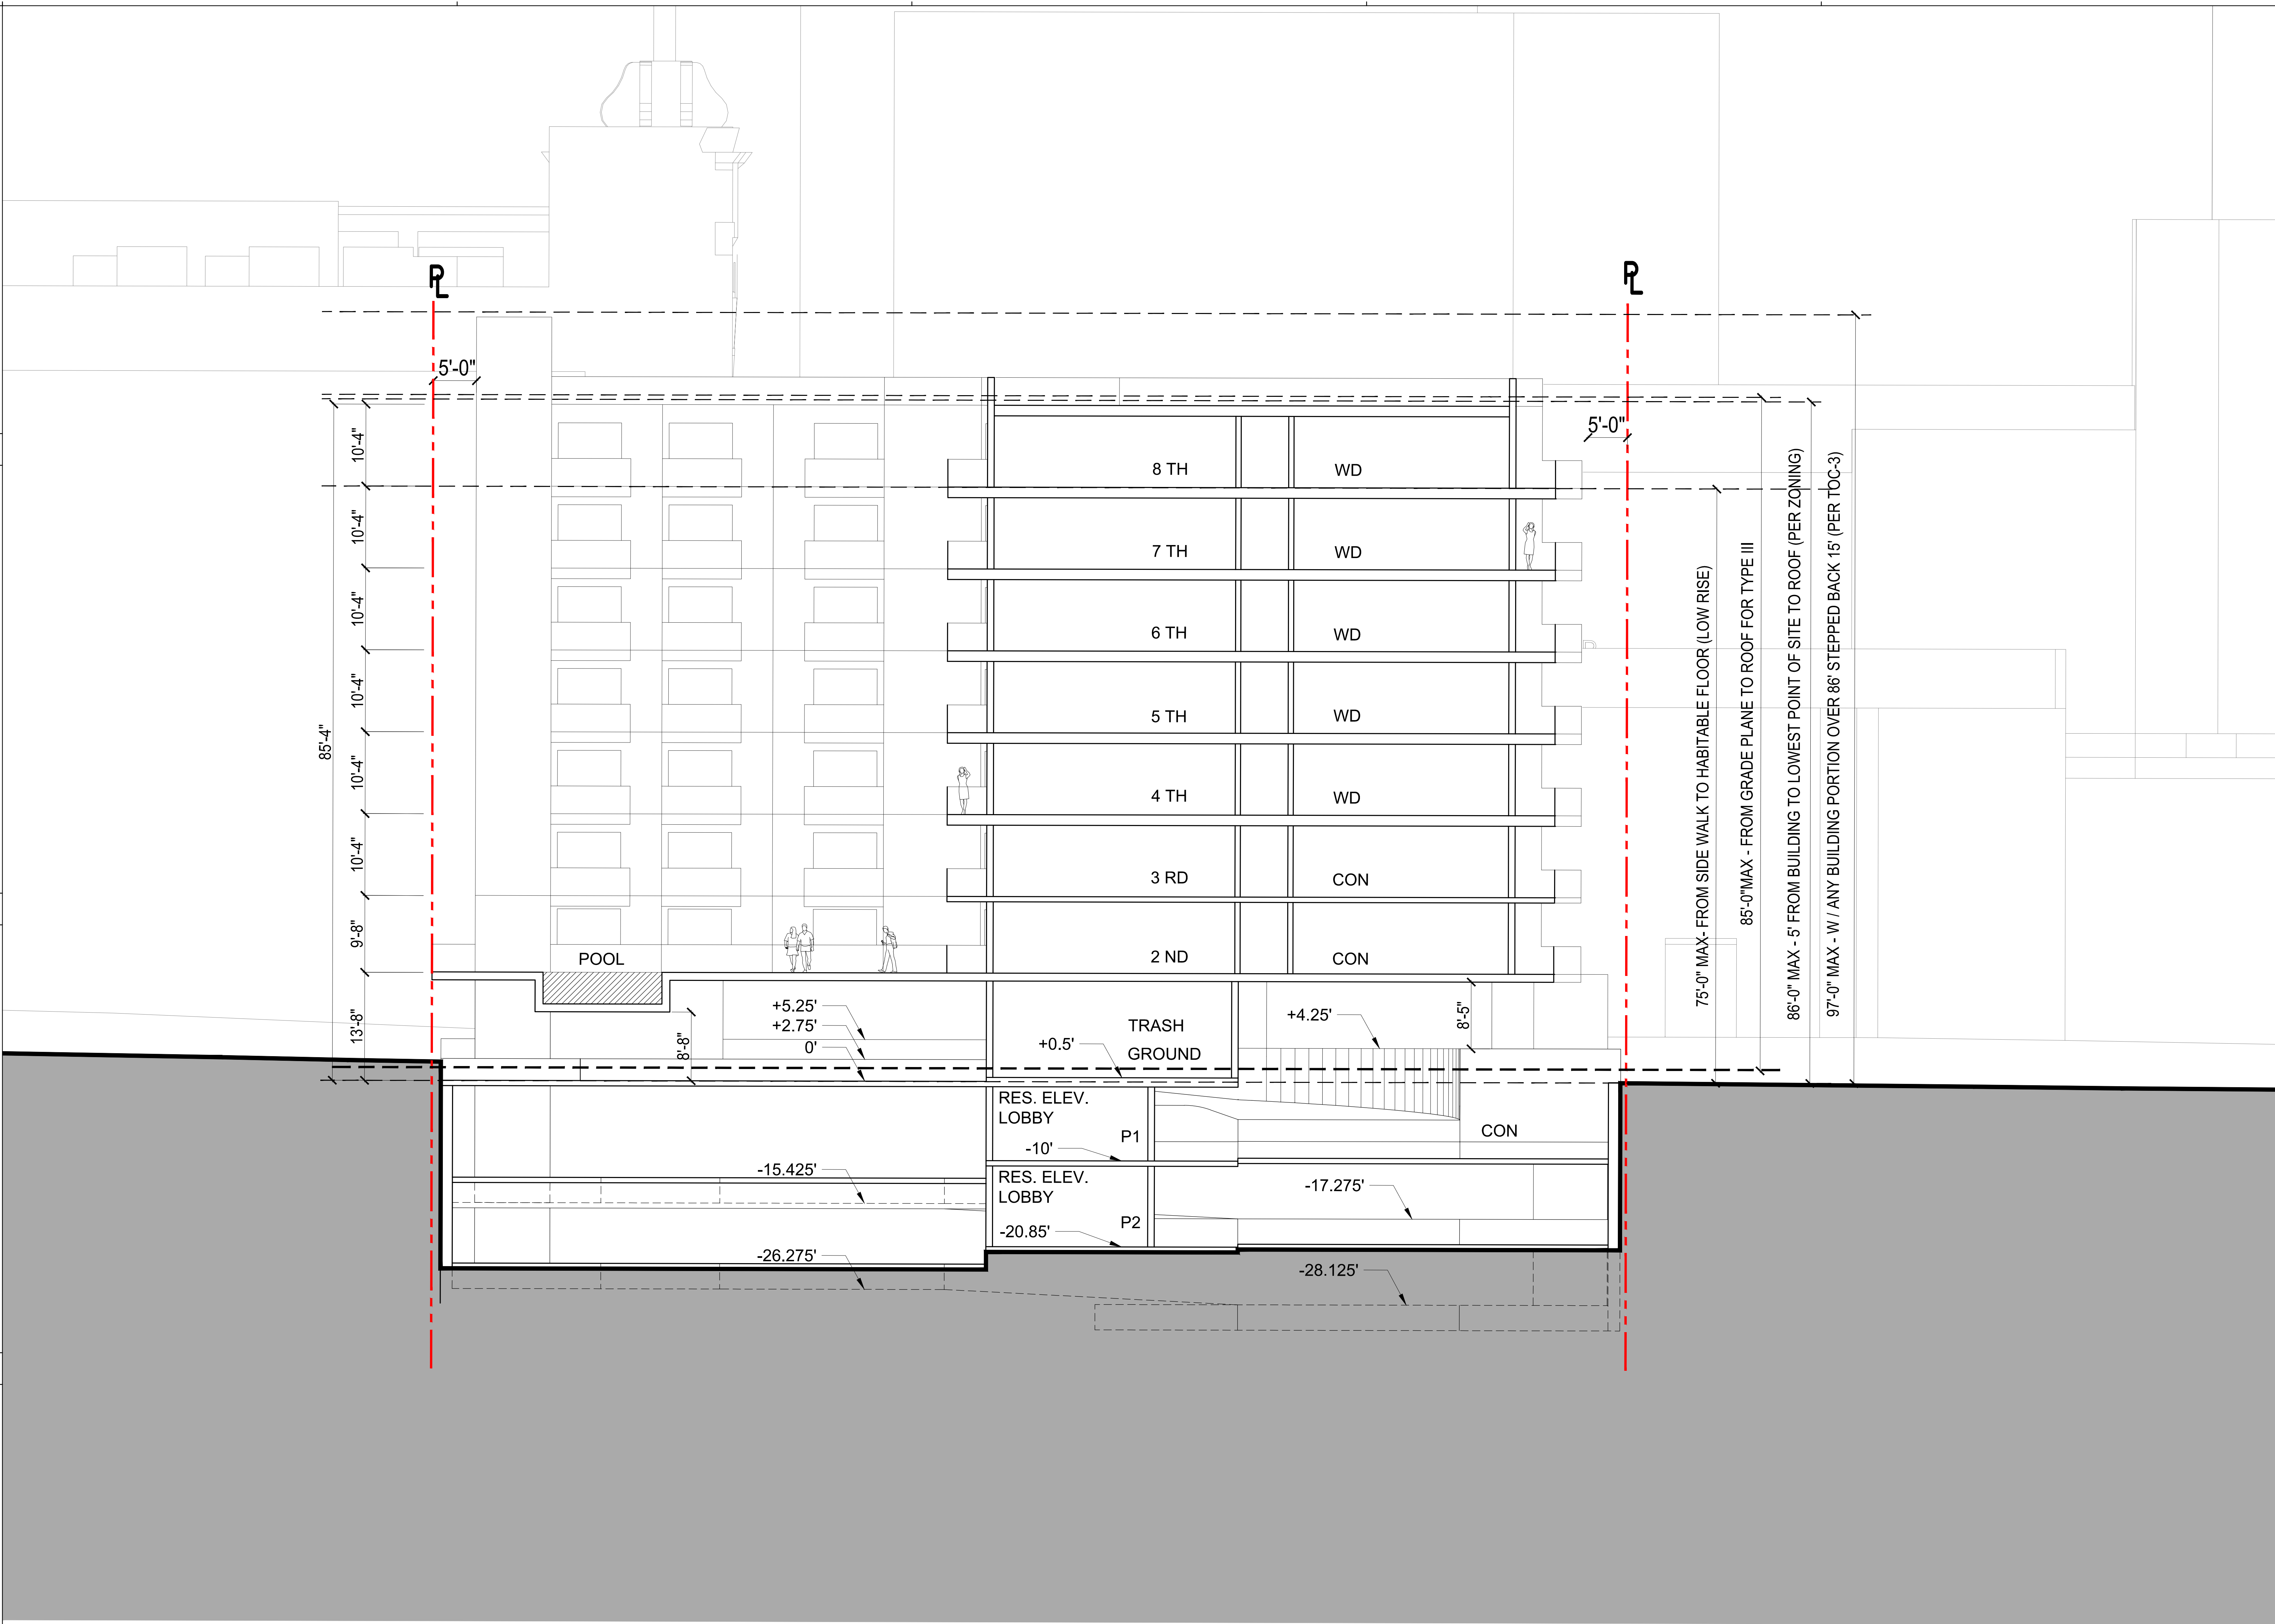 PL
PL
5'-0"
5'-0"
85'-4"
10'-4"
10'-4"
10'-4"
10'-4"
10'-4"
10'-4"
9'-8"
13'-8"
8 TH
WD
7 TH
WD
6 TH
WD
5 TH
WD
4 TH
WD
3 RD
CON
2 ND
CON
POOL
+5.25'
+2.75'
0'
8'-8"
+0.5'
TRASH
GROUND
+4.25'
8'-5"
RES. ELEV.
LOBBY
P1
-10'
CON
-15.425'
RES. ELEV.
LOBBY
P2
-20.85'
-17.275'
-26.275'
-28.125'
75'-0" MAX- FROM SIDE WALK TO HABITABLE FLOOR (LOW RISE)
85'-0"MAX - FROM GRADE PLANE TO ROOF FOR TYPE III
86'-0" MAX - 5' FROM BUILDING TO LOWEST POINT OF SITE TO ROOF (PER ZONING)
97'-0" MAX - W / ANY BUILDING PORTION OVER 86' STEPPED BACK 15' (PER TOC-3)